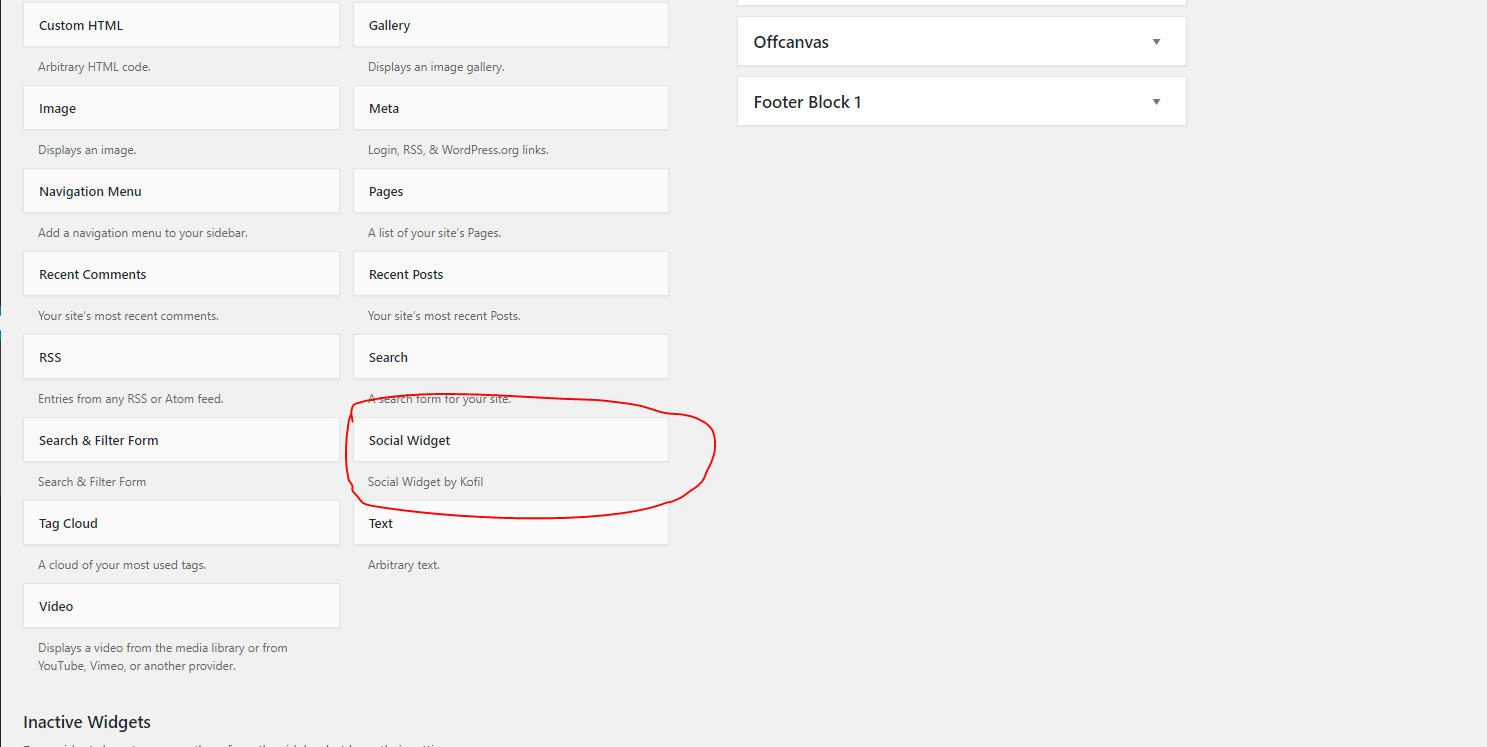 Custom HTML
Gallery
Offcanvas
Arbitrary HTML code.
Displays an image gallery.
Footer Block 1
Image
Meta
Displays an image.
Login, RSS, & WordPress.org links.
Navigation Menu
Pages
Add a navigation menu to your sidebar.
A list of your site's Pages.
Recent Comments
Recent Posts
Your site's most recent comments.
Your site's most recent Posts.
RSS
Search
Entries from any RSS or Atom feed.
A search form for your site.
Search & Filter Form
Social Widget
Search & Filter Form
Social Widget by Kofil
Tag Cloud
Text
A cloud of your most used tags.
Arbitrary text.
Video
Displays a video from the media library or from
YouTube, Vimeo, or another provider.
Inactive Widgets